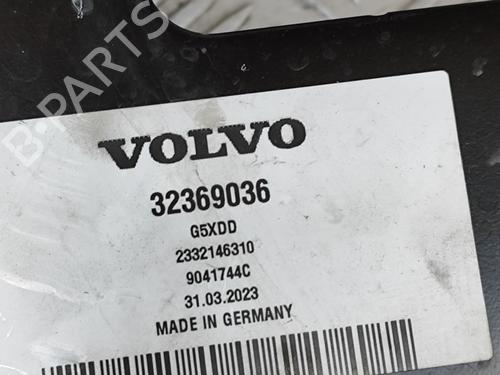 B-PARTS
VOLVO
32369036
G5XDD
2332146310
9041744C
31.03.2023
MADE IN GERMANY